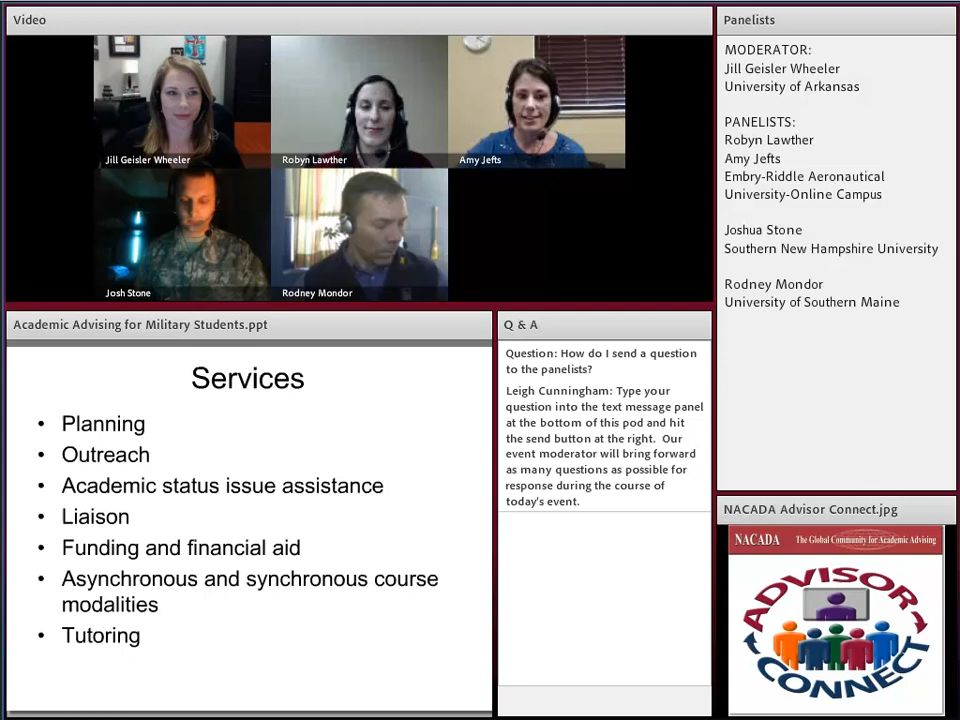 Video
Jill Geisler Wheeler
Robyn Lawther
Amy Jefts
Josh Stone
Rodney Mondor
Panelists
MODERATOR:
Jill Geisler Wheeler
University of Arkansas
PANELISTS:
Robyn Lawther
Amy Jefts
Embry-Riddle Aeronautical
University-Online Campus
Joshua Stone
Southern New Hampshire University
Rodney Mondor
University of Southern Maine
Academic Advising for Military Students.ppt
Services
• Planning
• Outreach
• Academic status issue assistance
• Liaison
• Funding and financial aid
• Asynchronous and synchronous course
modalities
• Tutoring
Q & A
Question: How do I send a question
to the panelists?
Leigh Cunningham: Type your
question into the text message panel
at the bottom of this pod and hit
the send button at the right. Our
event moderator will bring forward
as many questions as possible for
response during the course of
today's event.
NACADA Advisor Connect.jpg
NACADA The Global Community for Academic Advising
ADVISOR
CONNECT